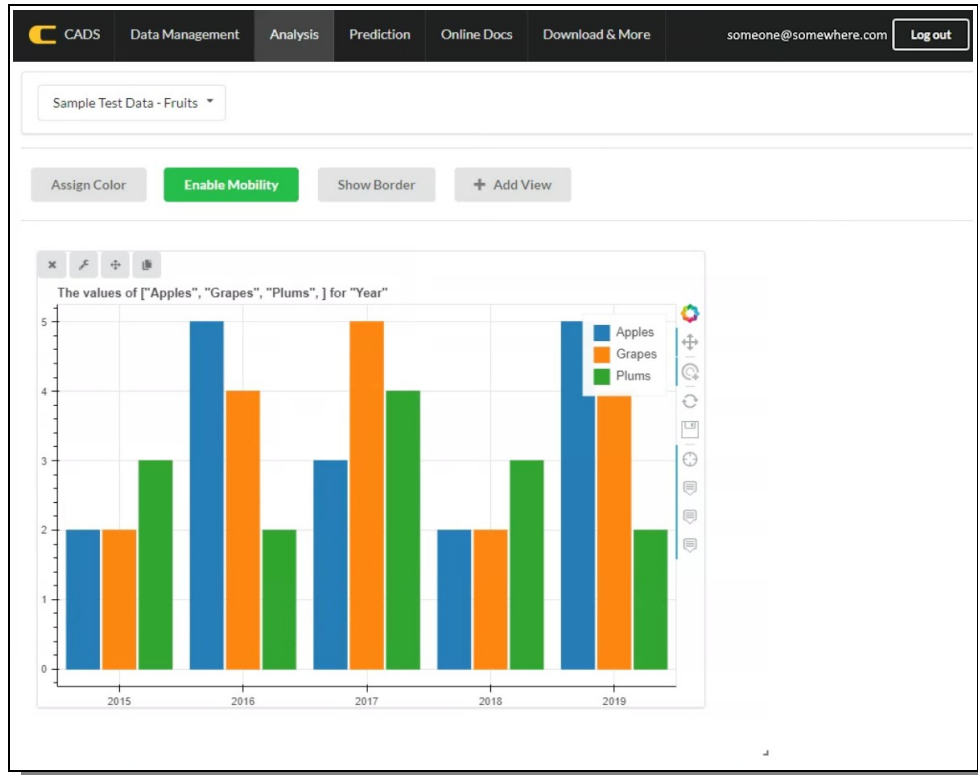 CADS Data Management Analysis Prediction Online Docs Download & More someone@somewhere.com Log out
Sample Test Data - Fruits
Assign Color Enable Mobility Show Border + Add View
The values of ["Apples", "Grapes", "Plums", ] for "Year"
Apples
Grapes
Plums
5
4
3
2
1
0
2015 2016 2017 2018 2019